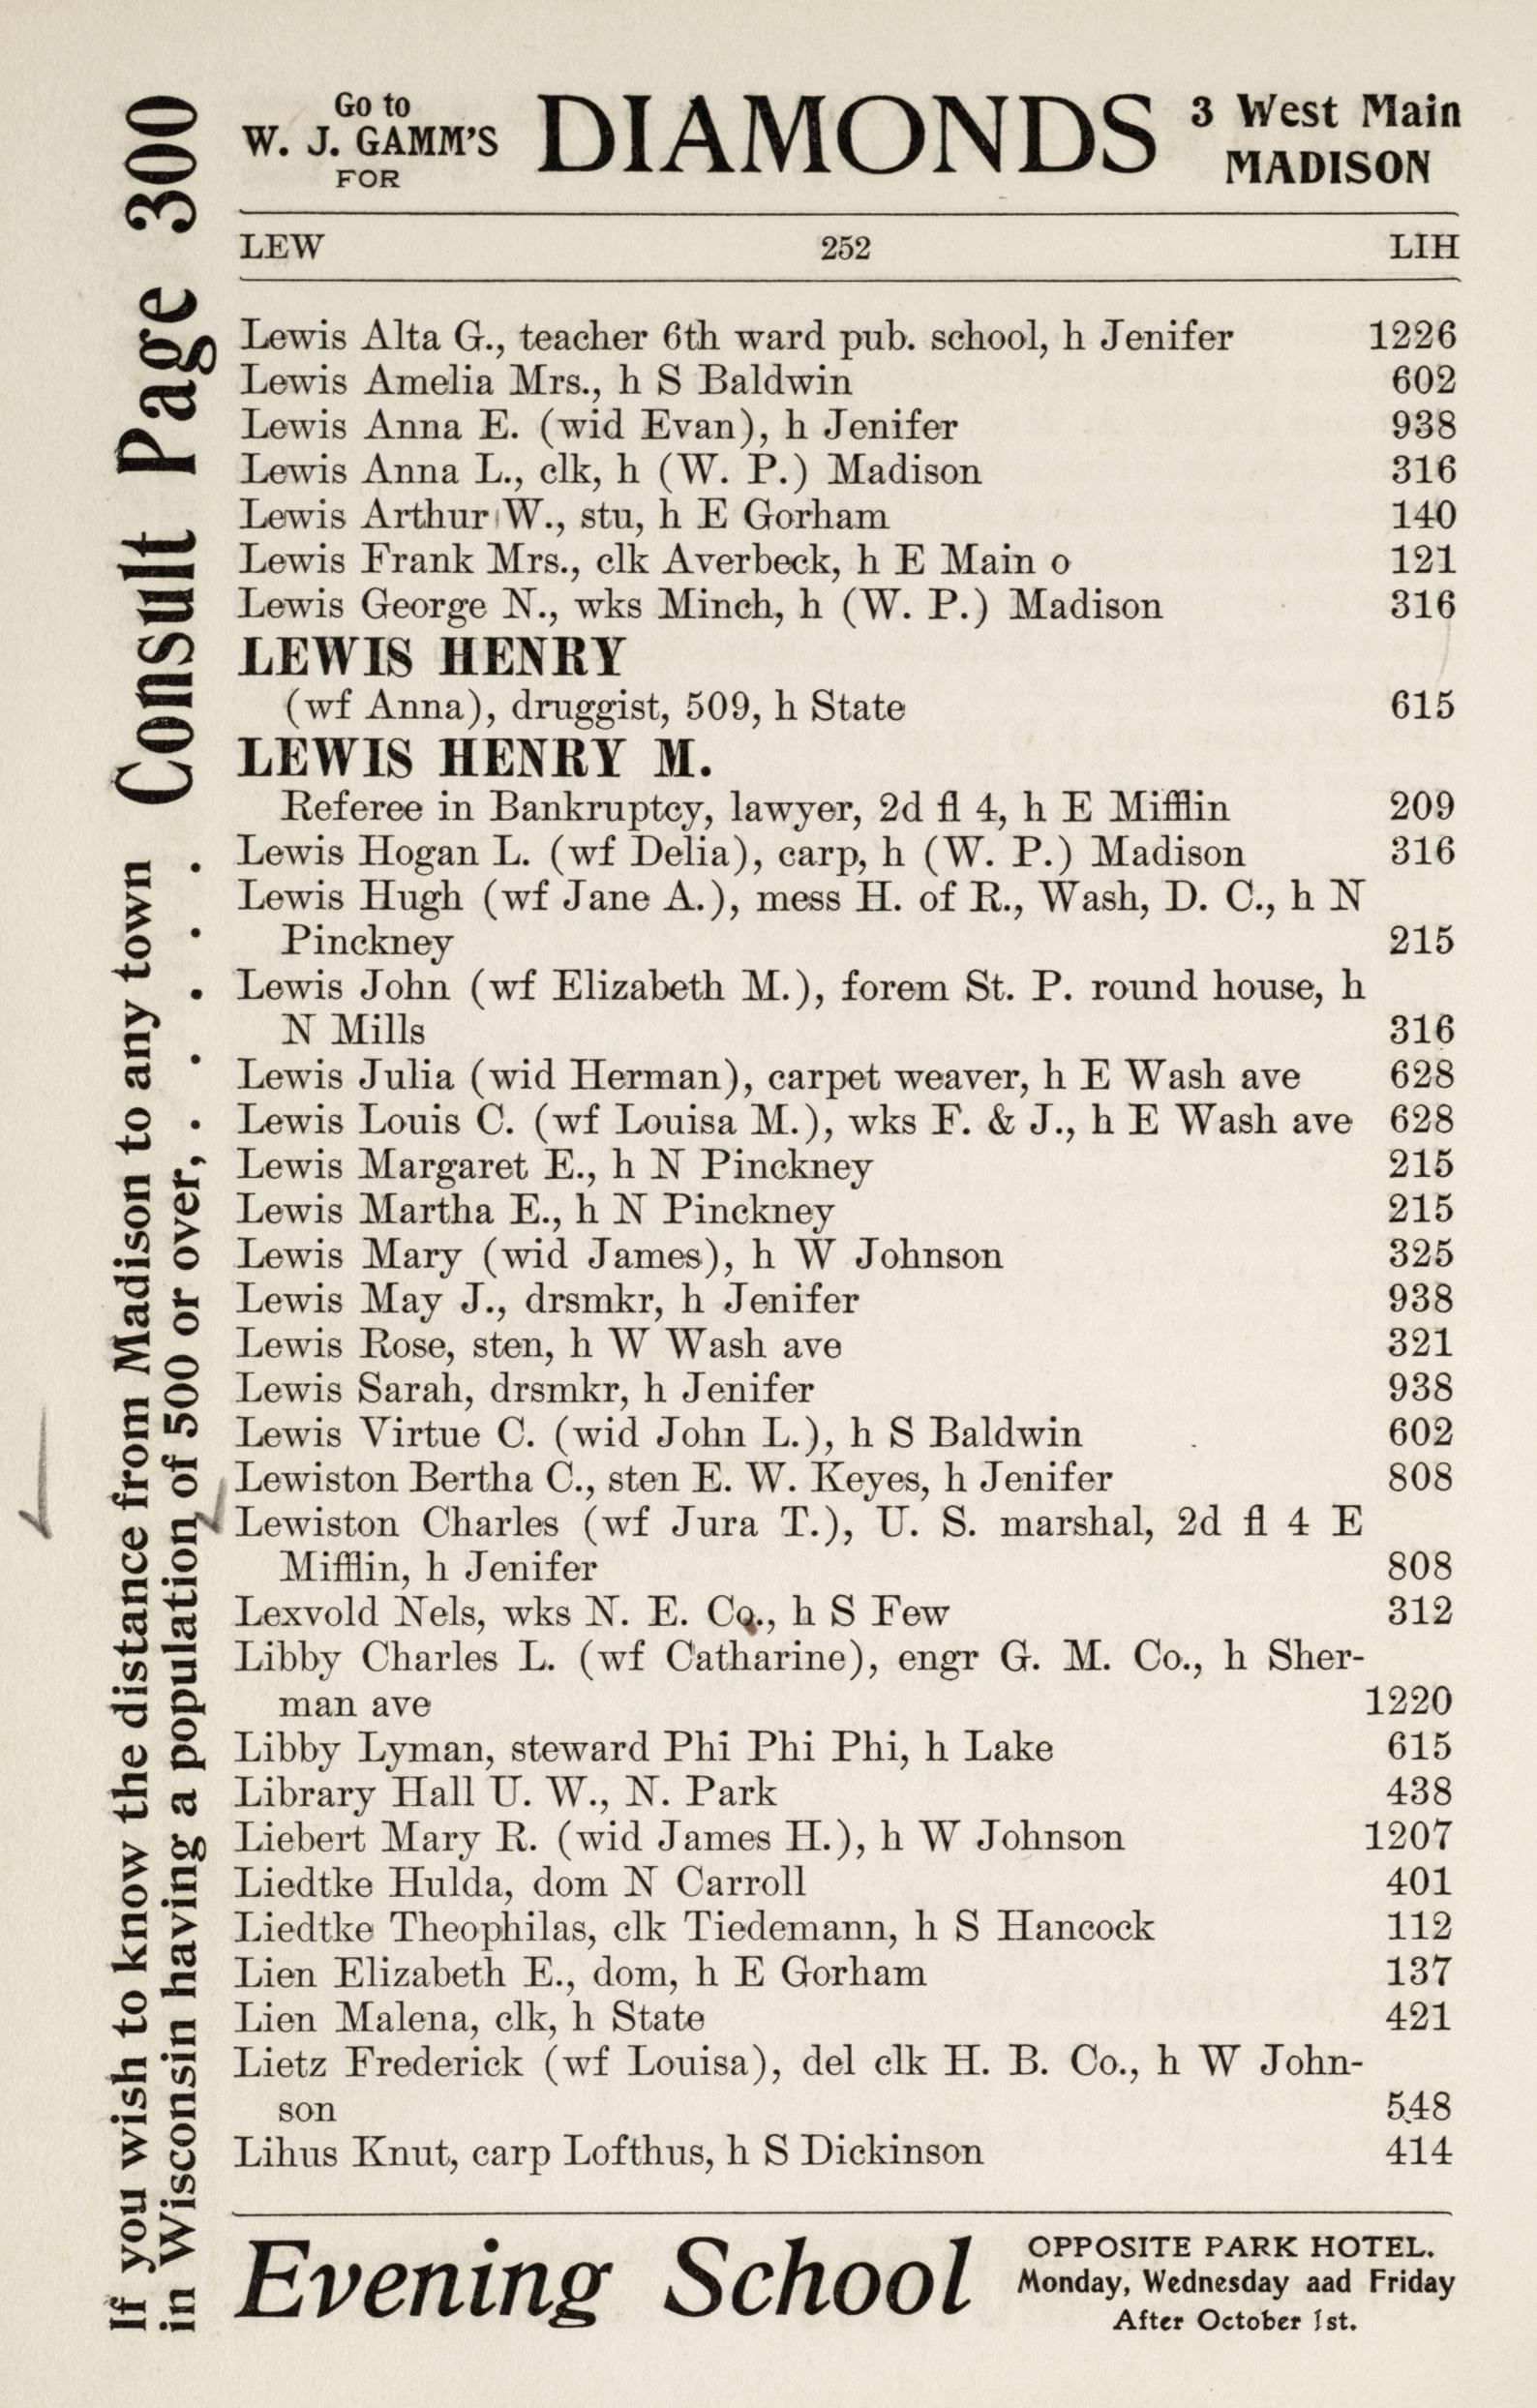 Go to
W. J. GAMM'S
FOR
DIAMONDS
3 West Main
MADISON
LEW 252 LIH
Lewis Alta G., teacher 6th ward pub. school, h Jenifer 1226
Lewis Amelia Mrs., h S Baldwin 602
Lewis Anna E. (wid Evan), h Jenifer 938
Lewis Anna L., clk, h (W. P.) Madison 316
Lewis Arthur W., stu, h E Gorham 140
Lewis Frank Mrs., clk Averbeck, h E Main o 121
Lewis George N., wks Minch, h (W. P.) Madison 316
LEWIS HENRY
(wf Anna), druggist, 509, h State 615
LEWIS HENRY M.
Referee in Bankruptcy, lawyer, 2d fl 4, h E Mifflin 209
Lewis Hogan L. (wf Delia), carp, h (W. P.) Madison 316
Lewis Hugh (wf Jane A.), mess H. of R., Wash, D. C., h N
Pinckney 215
Lewis John (wf Elizabeth M.), forem St. P. round house, h
N Mills 316
Lewis Julia (wid Herman), carpet weaver, h E Wash ave 628
Lewis Louis C. (wf Louisa M.), wks F. & J., h E Wash ave 628
Lewis Margaret E., h N Pinckney 215
Lewis Martha E., h N Pinckney 215
Lewis Mary (wid James), h W Johnson 325
Lewis May J., drsmkr, h Jenifer 938
Lewis Rose, sten, h W Wash ave 321
Lewis Sarah, drsmkr, h Jenifer 938
Lewis Virtue C. (wid John L.), h S Baldwin 602
Lewiston Bertha C., sten E. W. Keyes, h Jenifer 808
Lewiston Charles (wf Jura T.), U. S. marshal, 2d fl 4 E
Mifflin, h Jenifer 808
Lexvold Nels, wks N. E. Co., h S Few 312
Libby Charles L. (wf Catharine), engr G. M. Co., h Sher-
man ave 1220
Libby Lyman, steward Phi Phi Phi, h Lake 615
Library Hall U. W., N. Park 438
Liebert Mary R. (wid James H.), h W Johnson 1207
Liedtke Hulda, dom N Carroll 401
Liedtke Theophilas, clk Tiedemann, h S Hancock 112
Lien Elizabeth E., dom, h E Gorham 137
Lien Malena, clk, h State 421
Lietz Frederick (wf Louisa), del clk H. B. Co., h W John-
son 548
Lihus Knut, carp Lofthus, h S Dickinson 414
Evening School
OPPOSITE PARK HOTEL.
Monday, Wednesday aad Friday
After October 1st.
If you wish to know the distance from Madison to any town
in Wisconsin having a population of 500 or over, . . . . .
Consult Page 300